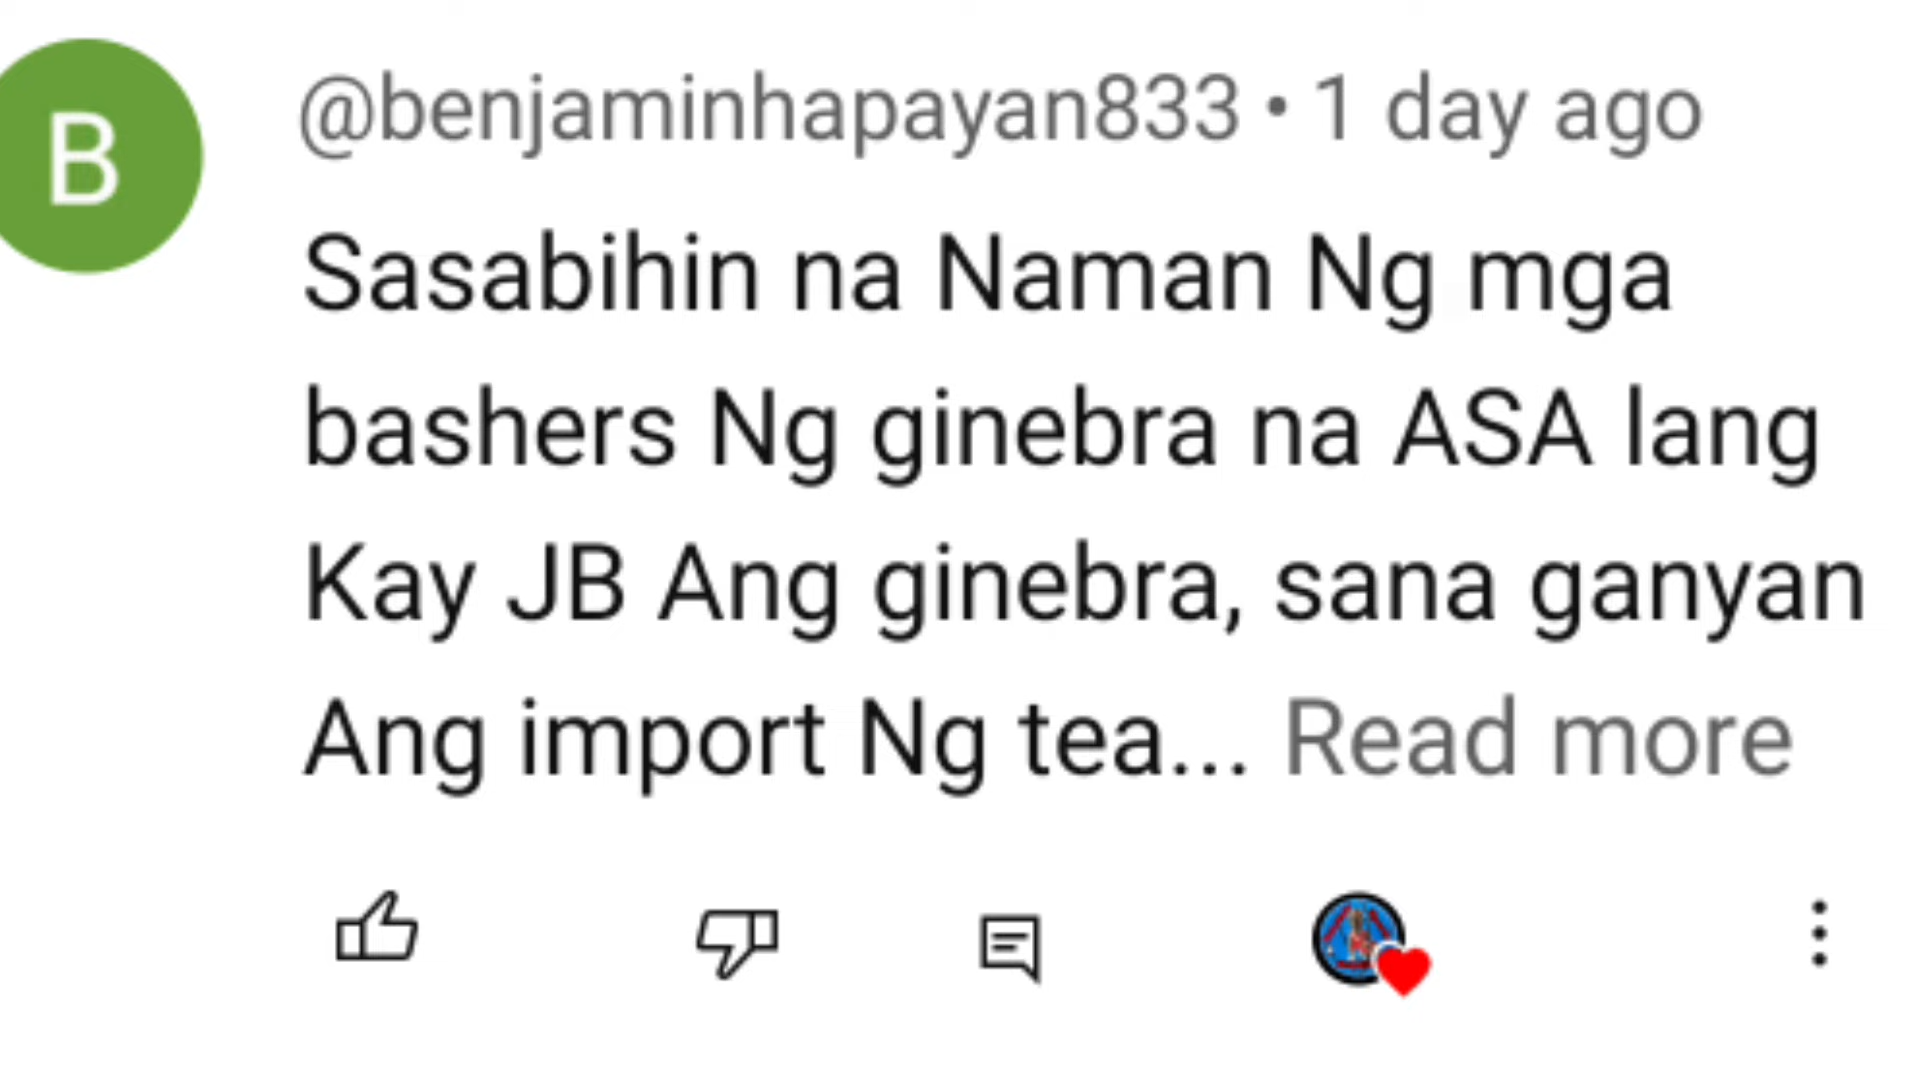 B
@benjaminhapayan833 • 1 day ago
Sasabihin na Naman Ng mga
bashers Ng ginebra na ASA lang
Kay JB Ang ginebra, sana ganyan
Ang import Ng tea... Read more